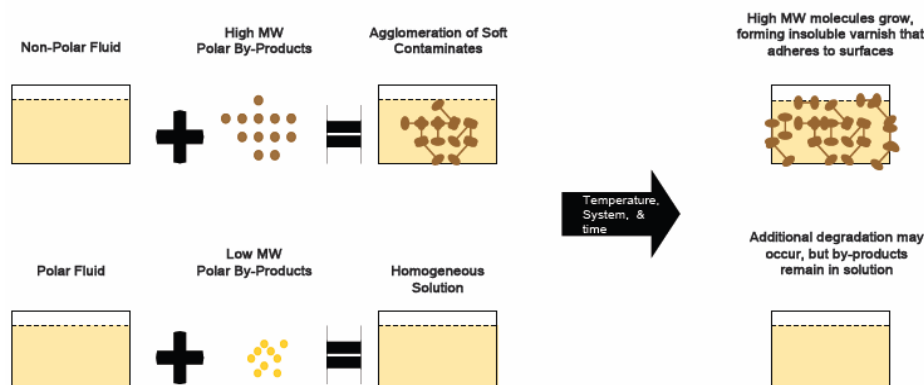 Non-Polar Fluid
High MW
Polar By-Products
Agglomeration of Soft
Contaminates
High MW molecules grow,
forming insoluble varnish that
adheres to surfaces
Temperature,
System, &
time
Polar Fluid
Low MW
Polar By-Products
Homogeneous
Solution
Additional degradation may
occur, but by-products
remain in solution